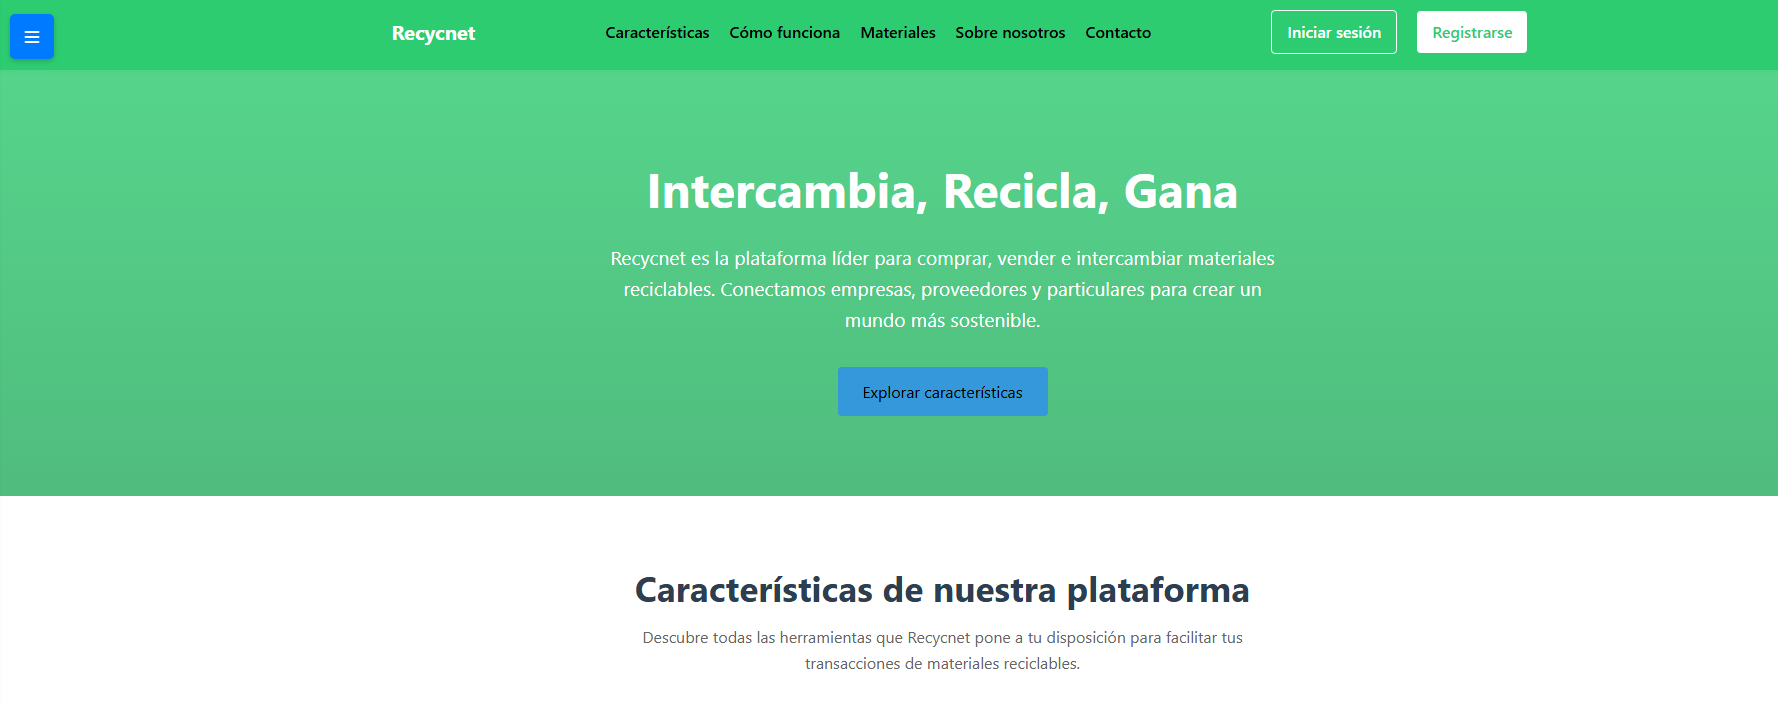 Recycnet
Características
Cómo funciona
Materiales
Sobre nosotros
Contacto
Iniciar sesión
Registrarse
Intercambia, Recicla, Gana
Recycnet es la plataforma líder para comprar, vender e intercambiar materiales
reciclables. Conectamos empresas, proveedores y particulares para crear un
mundo más sostenible.
Explorar características
Características de nuestra plataforma
Descubre todas las herramientas que Recycnet pone a tu disposición para facilitar tus
transacciones de materiales reciclables.